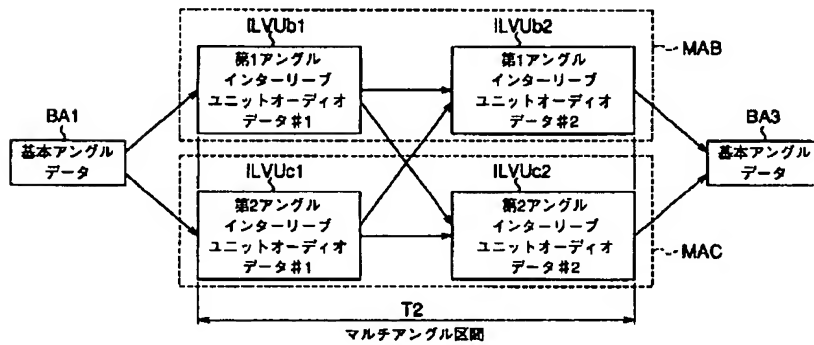 ILVUb1
ILVUb2
MAB
第1アングル
インターリーブ
ユニットオーディオ
データ#1
第1アングル
インターリーブ
ユニットオーディオ
データ#2
BA1
基本アングル
データ
BA3
基本アングル
データ
ILVUc1
ILVUc2
第2アングル
インターリーブ
ユニットオーディオ
データ#1
第2アングル
インターリーブ
ユニットオーディオ
データ#2
MAC
T2
マルチアングル区間